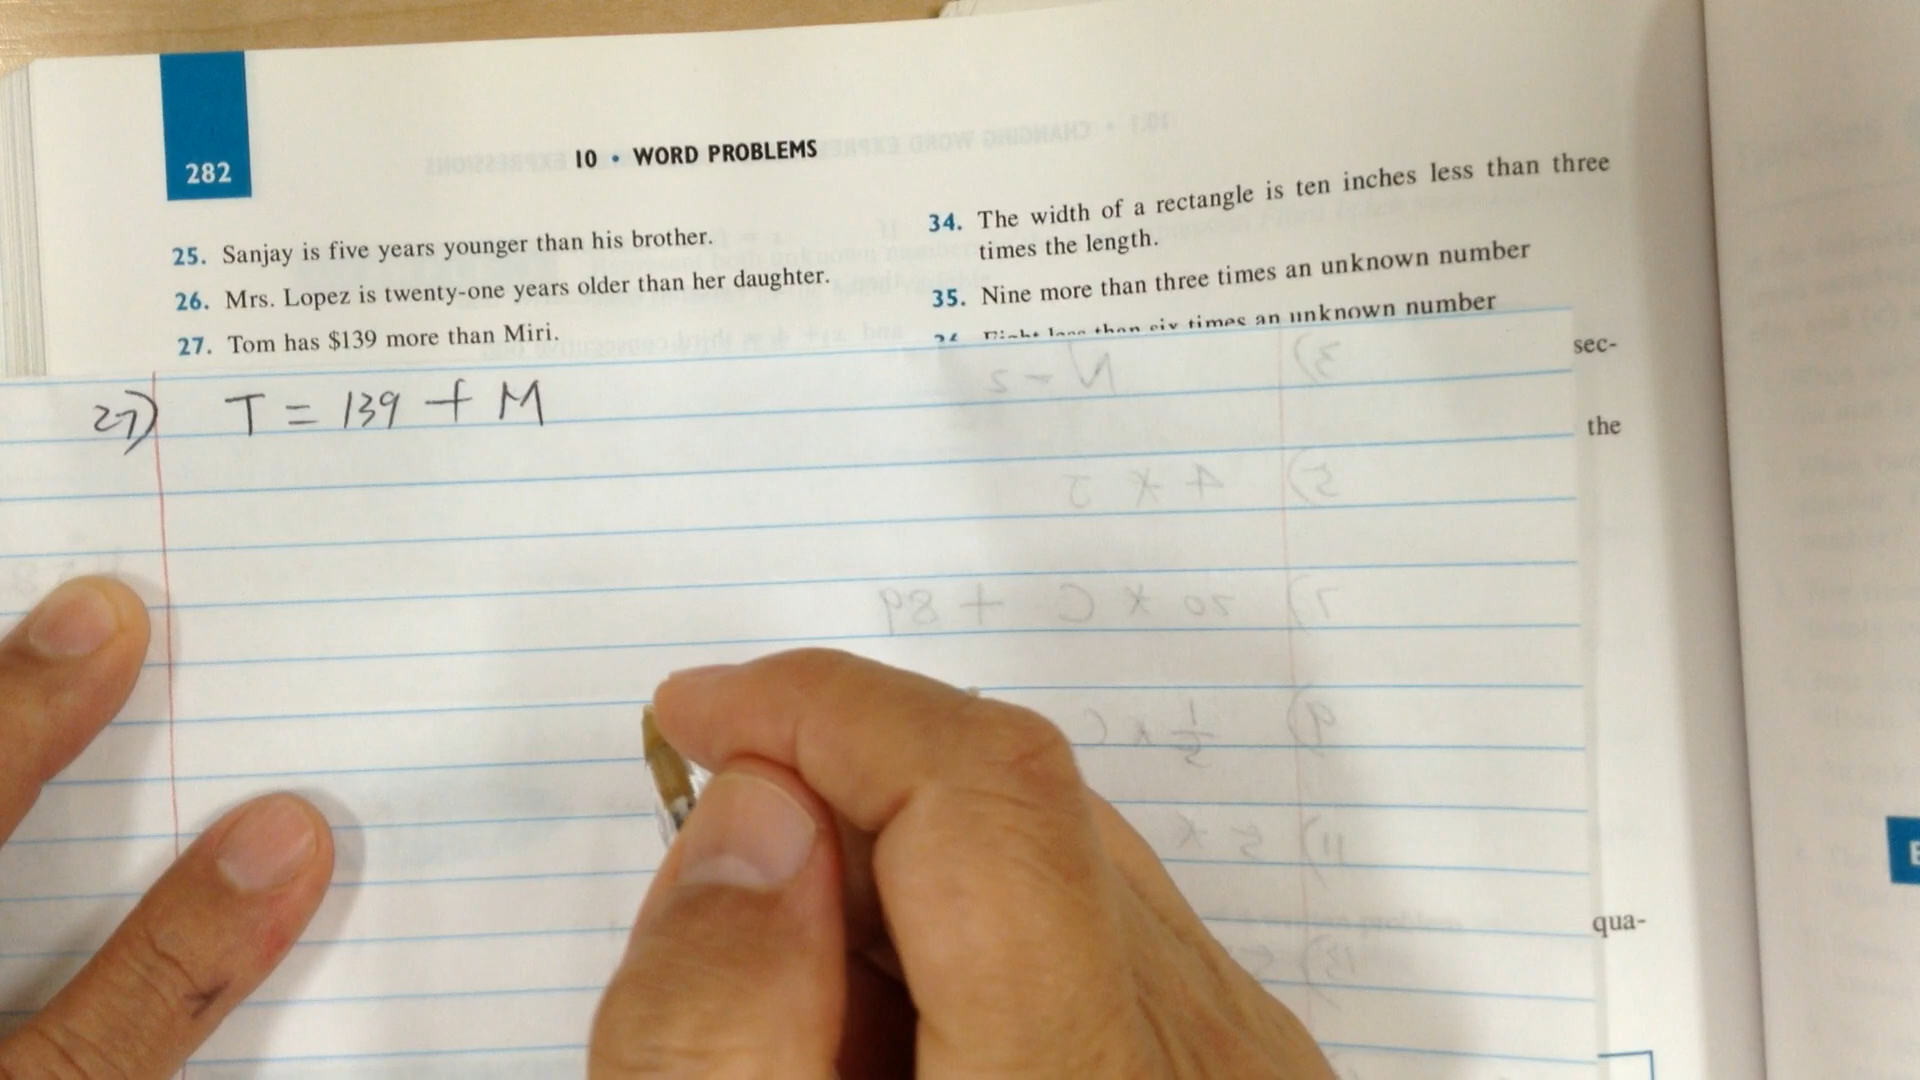 282
10 • WORD PROBLEMS
25. Sanjay is five years younger than his brother.
26. Mrs. Lopez is twenty-one years older than her daughter.
27. Tom has $139 more than Miri.
34. The width of a rectangle is ten inches less than three
times the length.
35. Nine more than three times an unknown number
than six times an unknown number
sec-
the
qua-
27) T = 139 + M